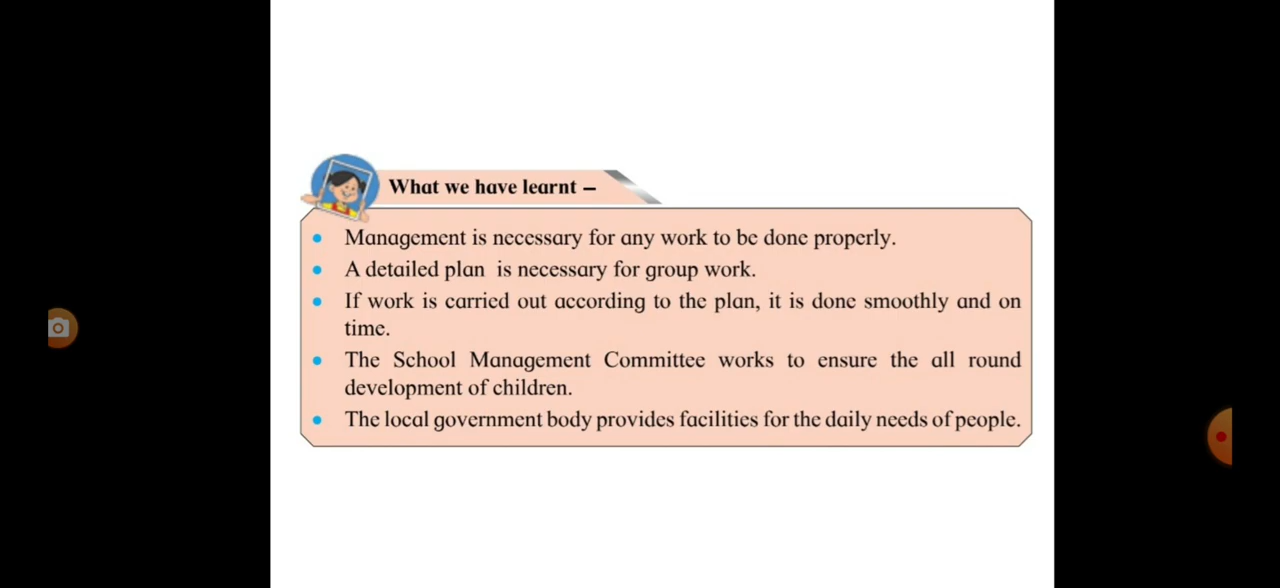 What we have learnt –
• Management is necessary for any work to be done properly.
• A detailed plan is necessary for group work.
• If work is carried out according to the plan, it is done smoothly and on
time.
• The School Management Committee works to ensure the all round
development of children.
• The local government body provides facilities for the daily needs of people.